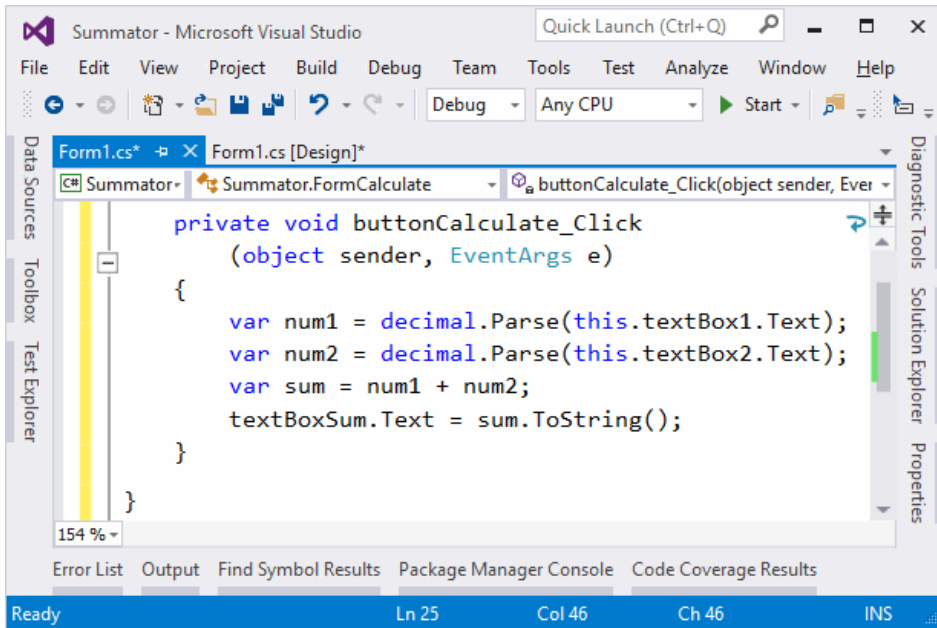 Summator - Microsoft Visual Studio
Quick Launch (Ctrl+Q)
File Edit View Project Build Debug Team Tools Test Analyze Window Help
Debug Any CPU Start
Data Sources
Toolbox
Test Explorer
Form1.cs* Form1.cs [Design]*
C# Summator Summator.FormCalculate buttonCalculate_Click(object sender, Ever
private void buttonCalculate_Click
(object sender, EventArgs e)
{
var num1 = decimal.Parse(this.textBox1.Text);
var num2 = decimal.Parse(this.textBox2.Text);
var sum = num1 + num2;
textBoxSum.Text = sum.ToString();
}
}
154 %
Diagnostic Tools
Solution Explorer
Properties
Error List Output Find Symbol Results Package Manager Console Code Coverage Results
Ready Ln 25 Col 46 Ch 46 INS